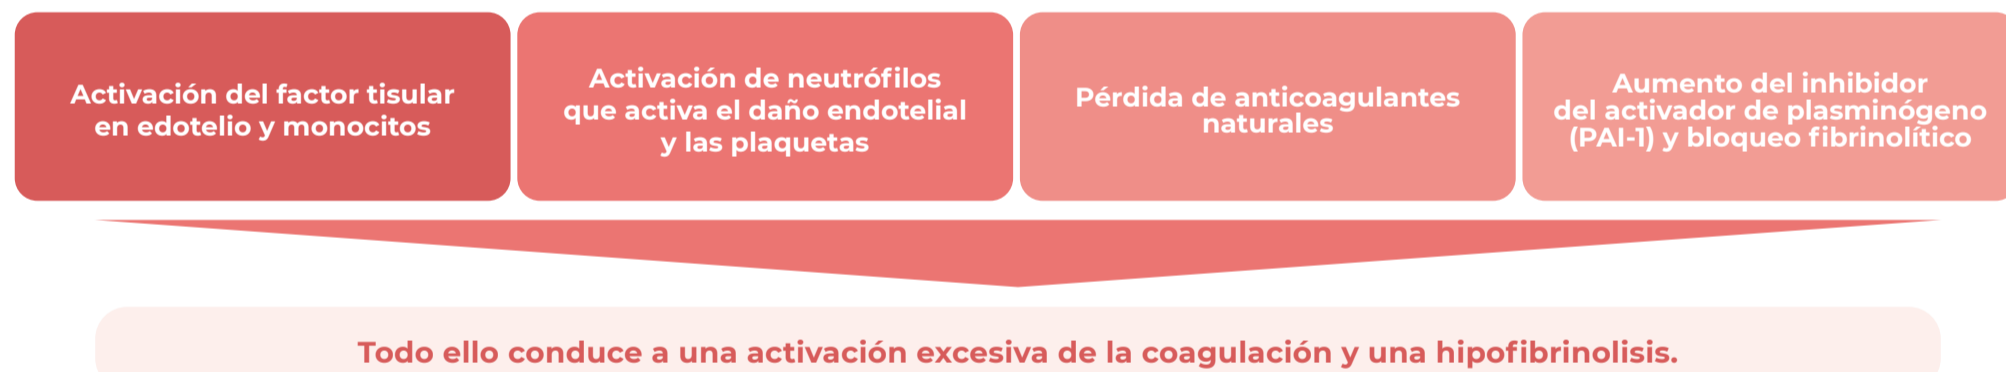 Activación del factor tisular
en edotelio y monocitos
Activación de neutrófilos
que activa el daño endotelial
y las plaquetas
Pérdida de anticoagulantes
naturales
Aumento del inhibidor
del activador de plasminógeno
(PAI-1) y bloqueo fibrinolítico
Todo ello conduce a una activación excesiva de la coagulación y una hipofibrinolisis.